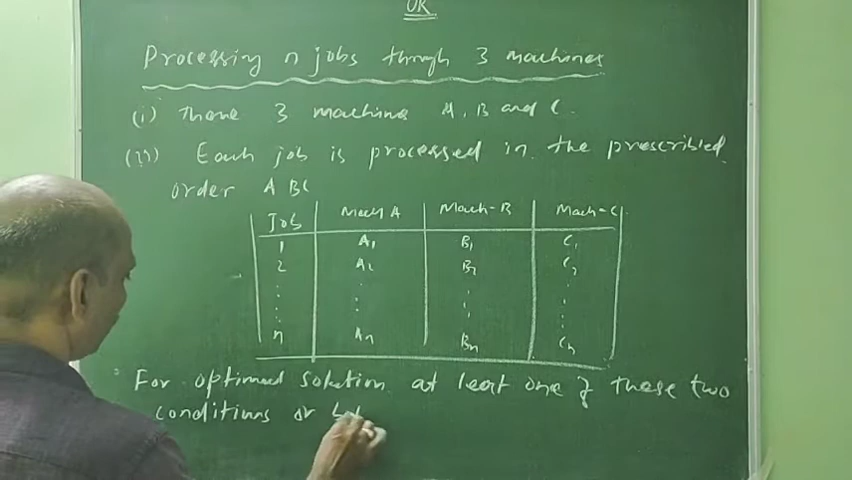 OR
Processing n jobs through 3 machines
(i) There 3 machine A, B and C.
(ii) Each job is processed in the prescribed
order ABC
Job Mach A Mach-B Mach-C
1 A1 B1 C1
2 A2 B2 C2
n An Bn Cn
For optimal solution at least one of these two
conditions or